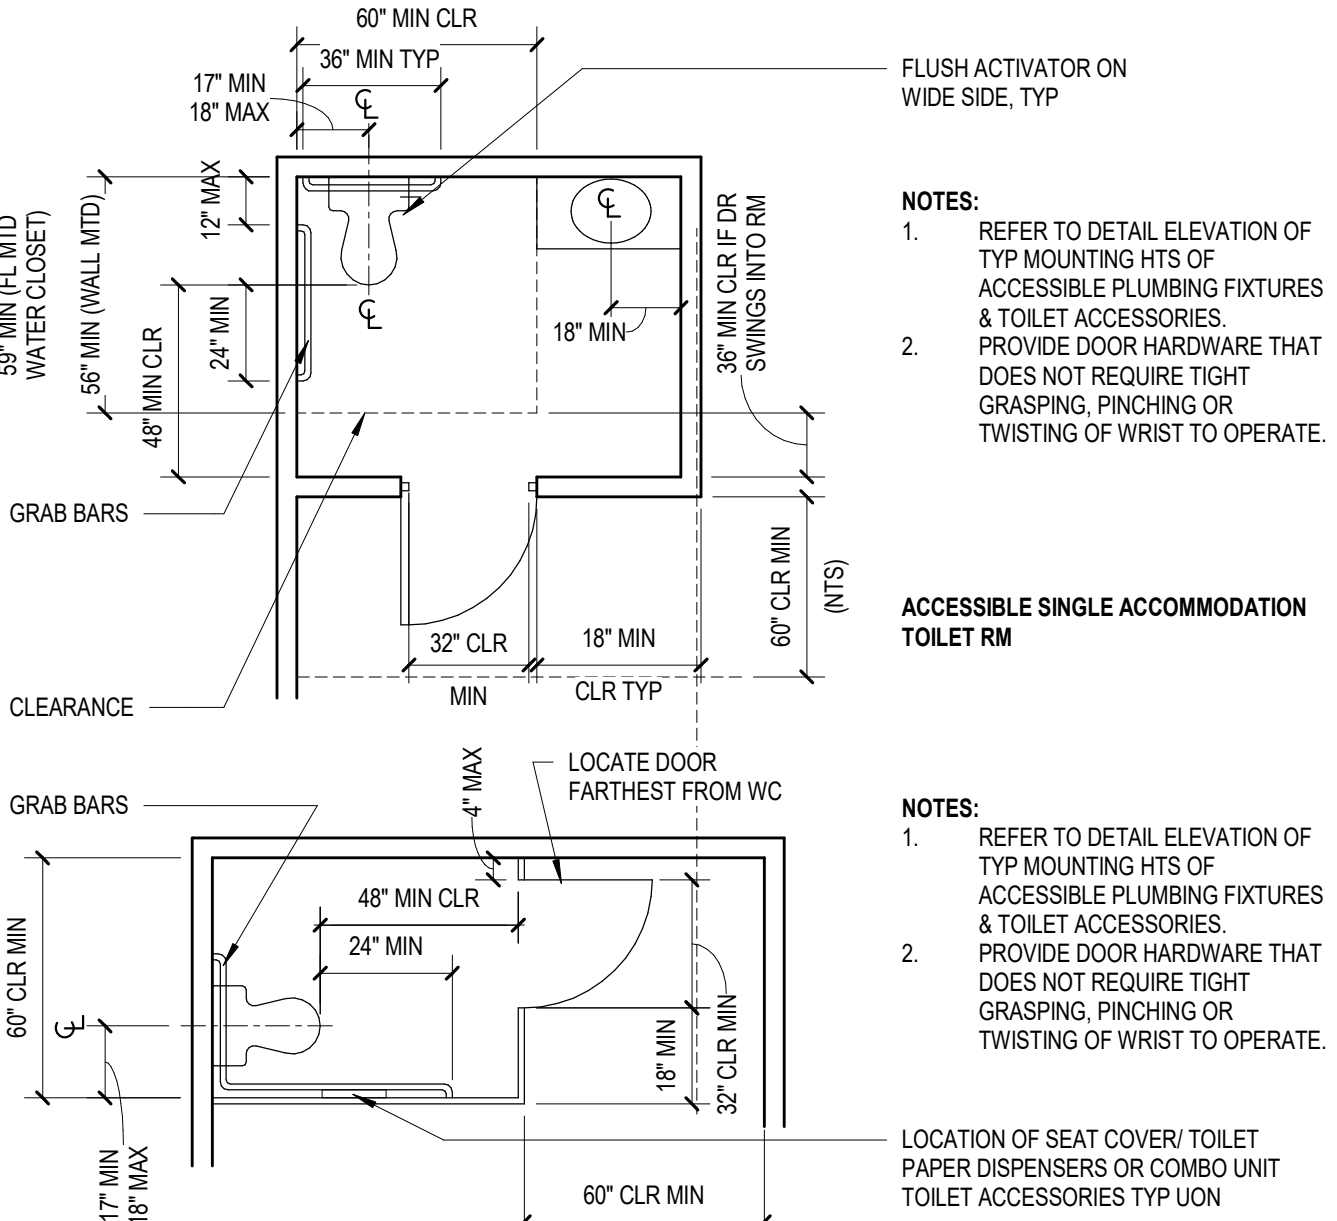 60" MIN CLR
36" MIN TYP
17" MIN
18" MAX
CL
FLUSH ACTIVATOR ON
WIDE SIDE, TYP
59" MIN (FL MTD
WATER CLOSET)
56" MIN (WALL MTD)
12" MAX
24" MIN
48" MIN CLR
CL
CL
18" MIN
36" MIN CLR IF DR
SWINGS INTO RM
NOTES:
1. REFER TO DETAIL ELEVATION OF
TYP MOUNTING HTS OF
ACCESSIBLE PLUMBING FIXTURES
& TOILET ACCESSORIES.
2. PROVIDE DOOR HARDWARE THAT
DOES NOT REQUIRE TIGHT
GRASPING, PINCHING OR
TWISTING OF WRIST TO OPERATE.
GRAB BARS
60" CLR MIN
(NTS)
ACCESSIBLE SINGLE ACCOMMODATION
TOILET RM
32" CLR
MIN
18" MIN
CLR TYP
CLEARANCE
GRAB BARS
4" MAX
LOCATE DOOR
FARTHEST FROM WC
48" MIN CLR
24" MIN
60" CLR MIN
CL
17" MIN
18" MAX
18" MIN
32" CLR MIN
60" CLR MIN
NOTES:
1. REFER TO DETAIL ELEVATION OF
TYP MOUNTING HTS OF
ACCESSIBLE PLUMBING FIXTURES
& TOILET ACCESSORIES.
2. PROVIDE DOOR HARDWARE THAT
DOES NOT REQUIRE TIGHT
GRASPING, PINCHING OR
TWISTING OF WRIST TO OPERATE.
LOCATION OF SEAT COVER/ TOILET
PAPER DISPENSERS OR COMBO UNIT
TOILET ACCESSORIES TYP UON